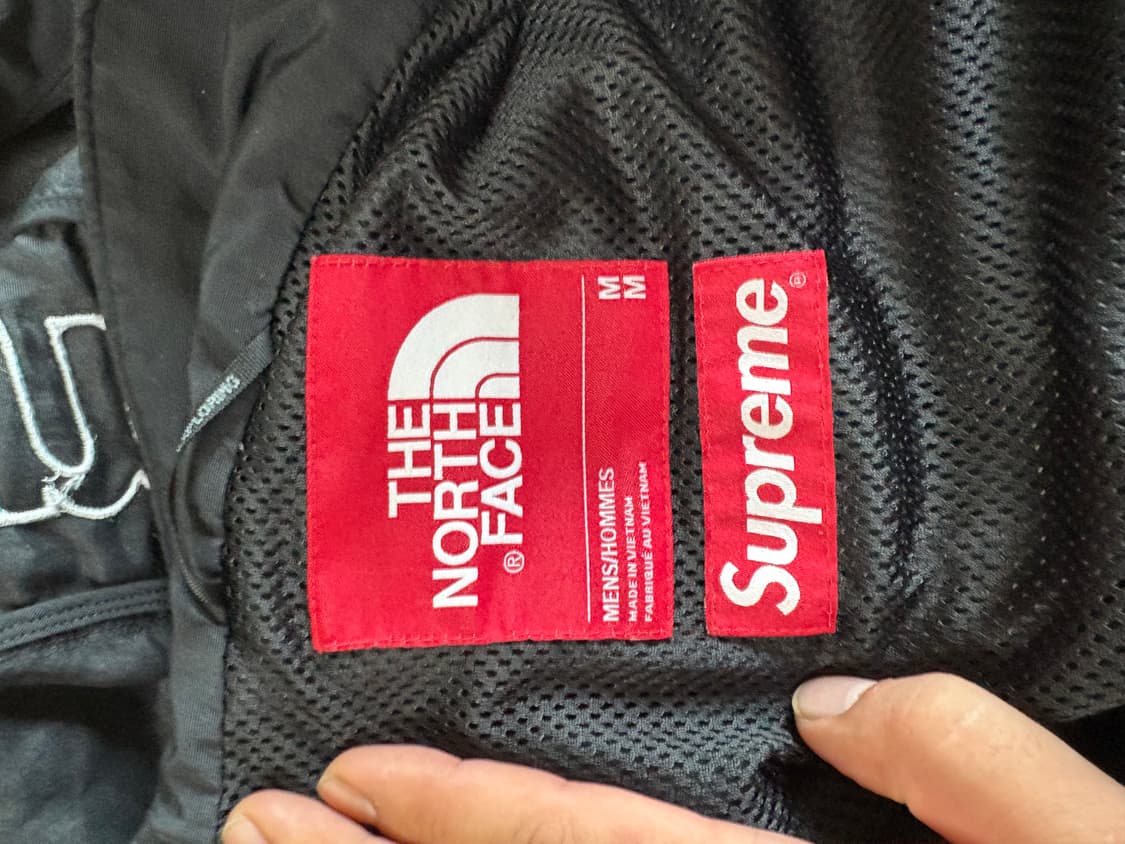 THE
NORTH
FACE®
M
M
MENS/HOMMES
MADE IN VIETNAM
FABRIQUÉ AU VIETNAM
Supreme®